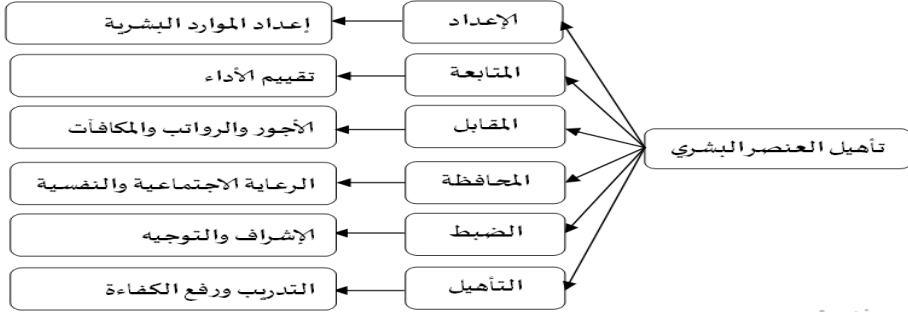 تأهيل العنصر البشري
الإعداد
إعداد الموارد البشرية
المتابعة
تقييم الأداء
المقابل
الأجور والرواتب والمكافآت
المحافظة
الرعاية الاجتماعية والنفسية
الضبط
الإشراف والتوجيه
التأهيل
التدريب ورفع الكفاءة